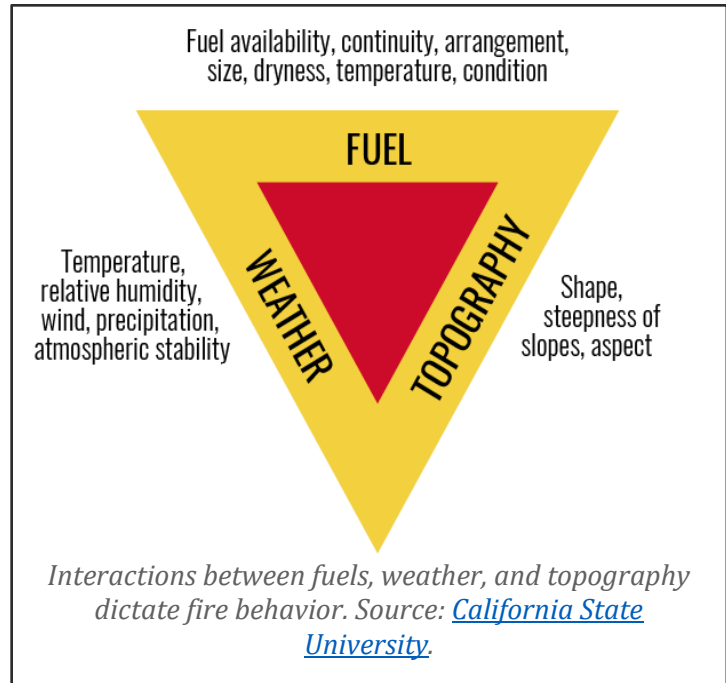 Fuel availability, continuity, arrangement,
size, dryness, temperature, condition
FUEL
WEATHER
TOPOGRAPHY
Temperature,
relative humidity,
wind, precipitation,
atmospheric stability
Shape,
steepness of
slopes, aspect
Interactions between fuels, weather, and topography
dictate fire behavior. Source: California State
University.